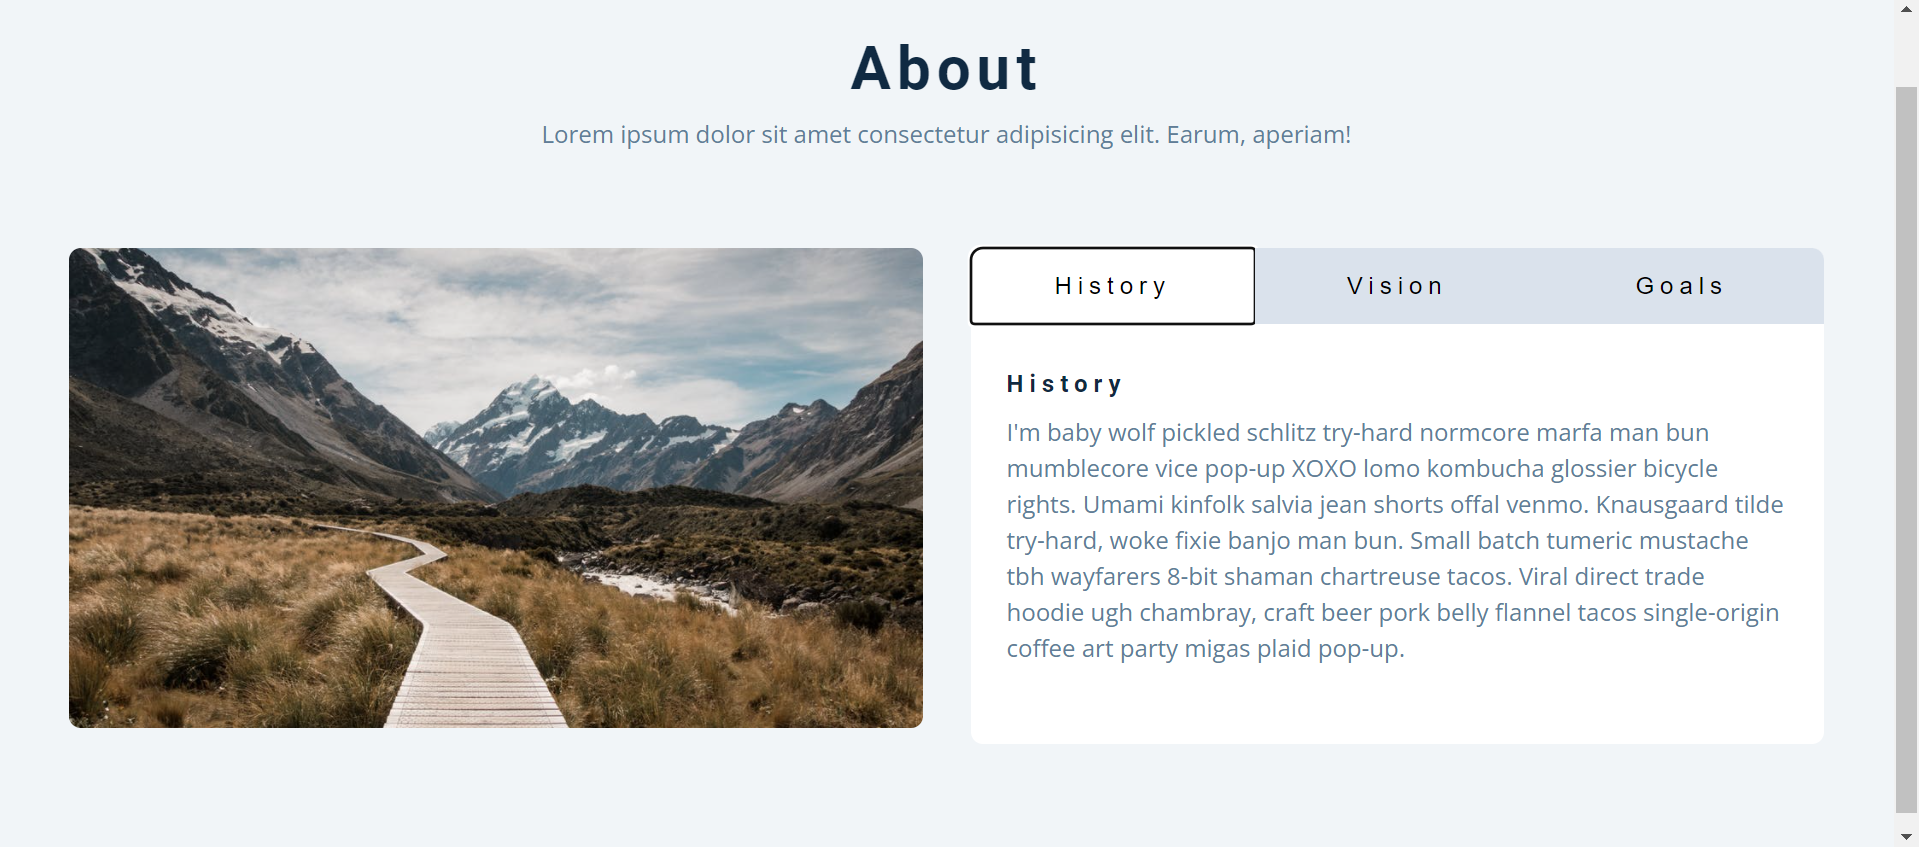 About
Lorem ipsum dolor sit amet consectetur adipisicing elit. Earum, aperiam!
History Vision Goals
History
I'm baby wolf pickled schlitz try-hard normcore marfa man bun
mumblecore vice pop-up XOXO lomo kombucha glossier bicycle
rights. Umami kinfolk salvia jean shorts offal venmo. Knausgaard tilde
try-hard, woke fixie banjo man bun. Small batch tumeric mustache
tbh wayfarers 8-bit shaman chartreuse tacos. Viral direct trade
hoodie ugh chambray, craft beer pork belly flannel tacos single-origin
coffee art party migas plaid pop-up.